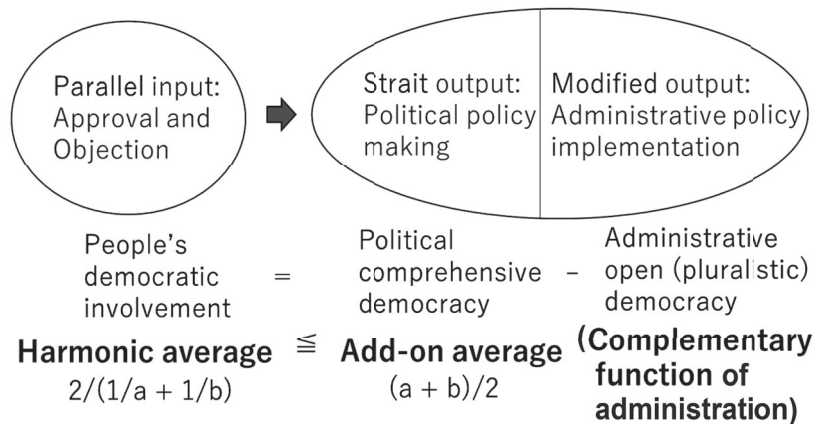 Parallel input:
Approval and
Objection
Strait output:
Political policy
making
Modified output:
Administrative policy
implementation
People's
democratic
involvement
=
Political
comprehensive
democracy
–
Administrative
open (pluralistic)
democracy
Harmonic average
2/(1/a + 1/b)
≦
Add-on average
(a + b)/2
(Complementary
function of
administration)